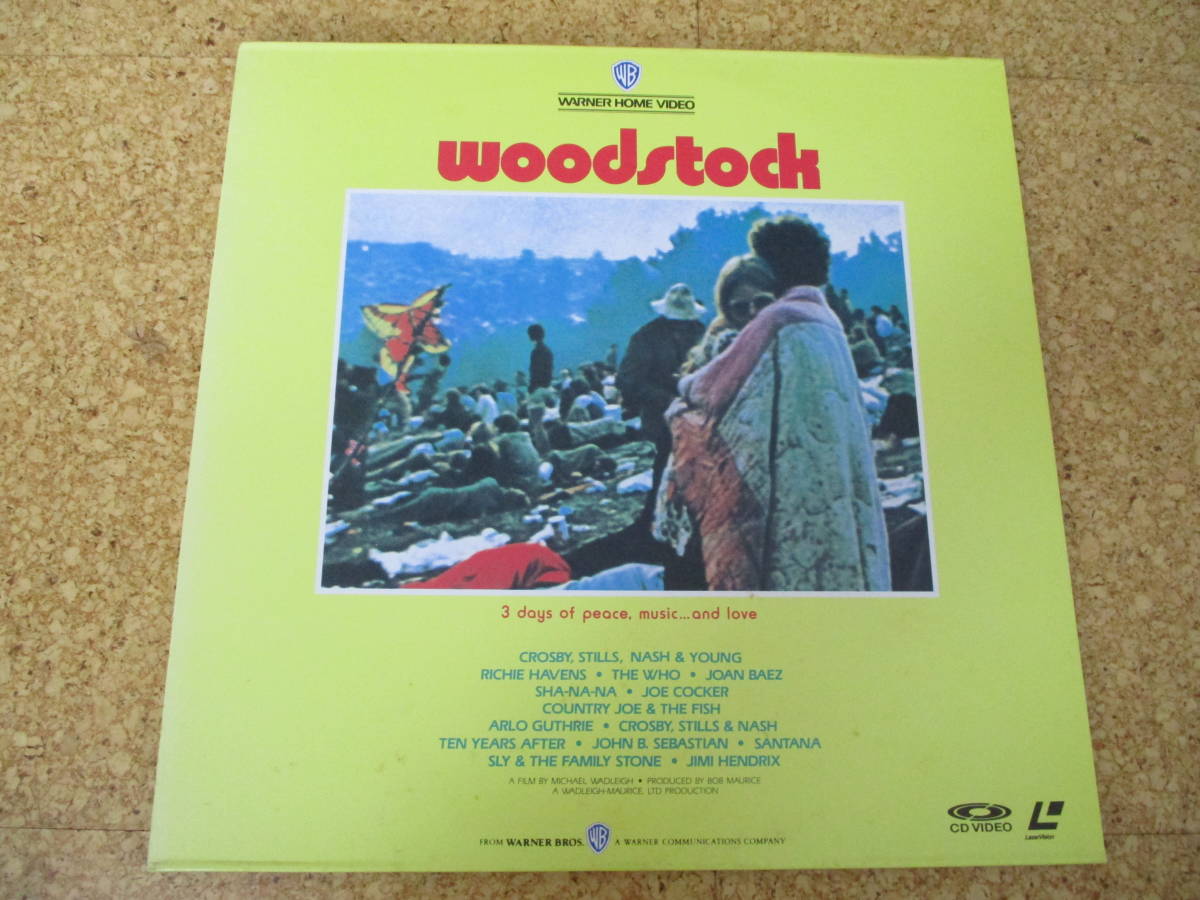 WB
WARNER HOME VIDEO
woodstock
3 days of peace, music...and love
CROSBY, STILLS, NASH & YOUNG
RICHIE HAVENS • THE WHO • JOAN BAEZ
SHA-NA-NA • JOE COCKER
COUNTRY JOE & THE FISH
ARLO GUTHRIE • CROSBY, STILLS & NASH
TEN YEARS AFTER • JOHN B. SEBASTIAN • SANTANA
SLY & THE FAMILY STONE • JIMI HENDRIX
A FILM BY MICHAEL WADLEIGH • PRODUCED BY BOB MAURICE
A WADLEIGH-MAURICE, LTD PRODUCTION
CD VIDEO
LaserVision
FROM WARNER BROS. WB A WARNER COMMUNICATIONS COMPANY